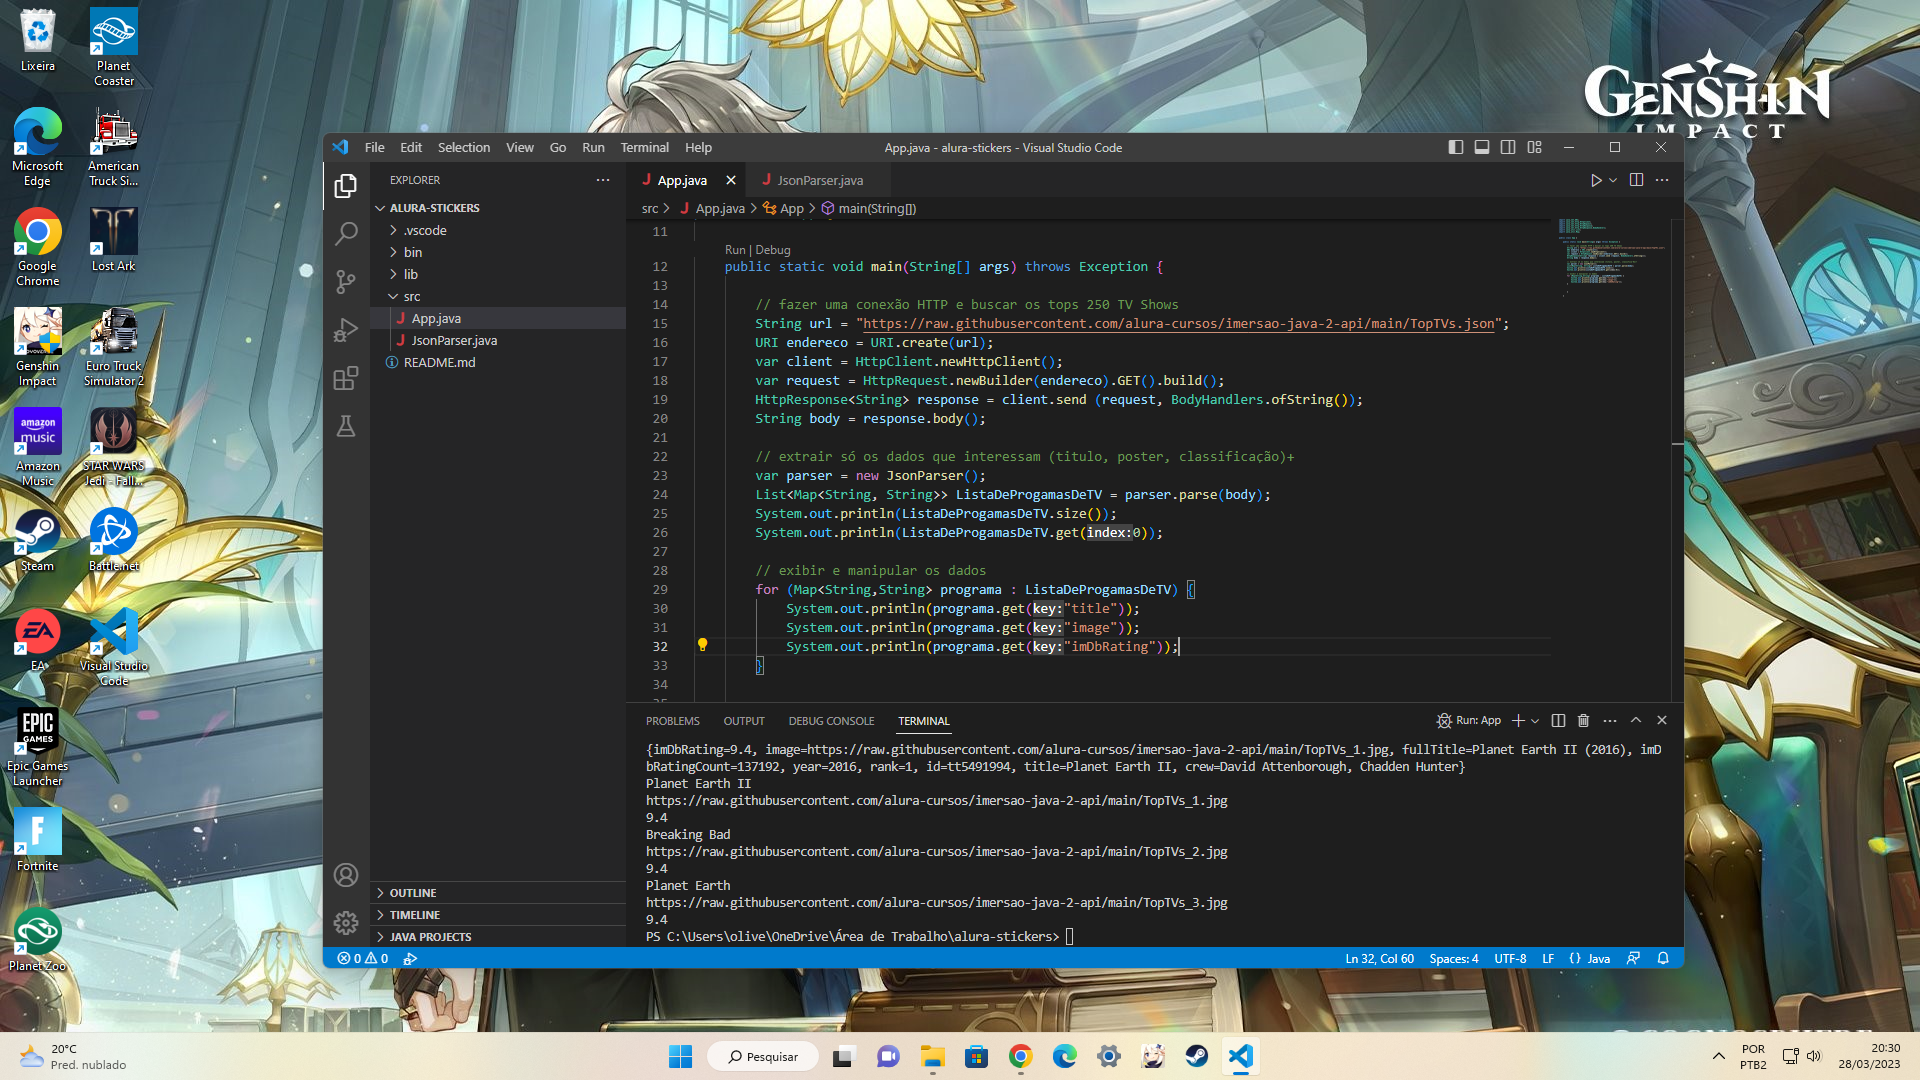 Lixeira
Planet
Coaster
Microsoft
Edge
American
Truck Si...
Google
Chrome
Lost Ark
Genshin
Impact
Euro Truck
Simulator 2
amazon
music
Amazon
Music
STAR WARS
Jedi - Fall...
Steam
Battle.net
EA
EA
Visual Studio
Code
EPIC
GAMES
Epic Games
Launcher
Fortnite
Planet Zoo
GENSHIN
IMPACT
File Edit Selection View Go Run Terminal Help
App.java - alura-stickers - Visual Studio Code
EXPLORER
ALURA-STICKERS
.vscode
bin
lib
src
App.java
JsonParser.java
README.md
OUTLINE
TIMELINE
JAVA PROJECTS
App.java
JsonParser.java
src > App.java > App > main(String[])
11
Run | Debug
12 public static void main(String[] args) throws Exception {
13
14 // fazer uma conexão HTTP e buscar os tops 250 TV Shows
15 String url = "https://raw.githubusercontent.com/alura-cursos/imersao-java-2-api/main/TopTVs.json";
16 URI endereco = URI.create(url);
17 var client = HttpClient.newHttpClient();
18 var request = HttpRequest.newBuilder(endereco).GET().build();
19 HttpResponse<String> response = client.send (request, BodyHandlers.ofString());
20 String body = response.body();
21
22 // extrair só os dados que interessam (titulo, poster, classificação)+
23 var parser = new JsonParser();
24 List<Map<String, String>> ListaDeProgamasDeTV = parser.parse(body);
25 System.out.println(ListaDeProgamasDeTV.size());
26 System.out.println(ListaDeProgamasDeTV.get(index:0));
27
28 // exibir e manipular os dados
29 for (Map<String,String> programa : ListaDeProgamasDeTV) {
30 System.out.println(programa.get(key:"title"));
31 System.out.println(programa.get(key:"image"));
32 System.out.println(programa.get(key:"imDbRating"));
33 }
34
PROBLEMS OUTPUT DEBUG CONSOLE TERMINAL
Run: App
{imDbRating=9.4, image=https://raw.githubusercontent.com/alura-cursos/imersao-java-2-api/main/TopTVs_1.jpg, fullTitle=Planet Earth II (2016), imD
bRatingCount=137192, year=2016, rank=1, id=tt5491994, title=Planet Earth II, crew=David Attenborough, Chadden Hunter}
Planet Earth II
https://raw.githubusercontent.com/alura-cursos/imersao-java-2-api/main/TopTVs_1.jpg
9.4
Breaking Bad
https://raw.githubusercontent.com/alura-cursos/imersao-java-2-api/main/TopTVs_2.jpg
9.4
Planet Earth
https://raw.githubusercontent.com/alura-cursos/imersao-java-2-api/main/TopTVs_3.jpg
9.4
PS C:\Users\olive\OneDrive\Área de Trabalho\alura-stickers>
0 0
Ln 32, Col 60 Spaces: 4 UTF-8 LF {} Java
20°C
Pred. nublado
Pesquisar
POR
PTB2
20:30
28/03/2023